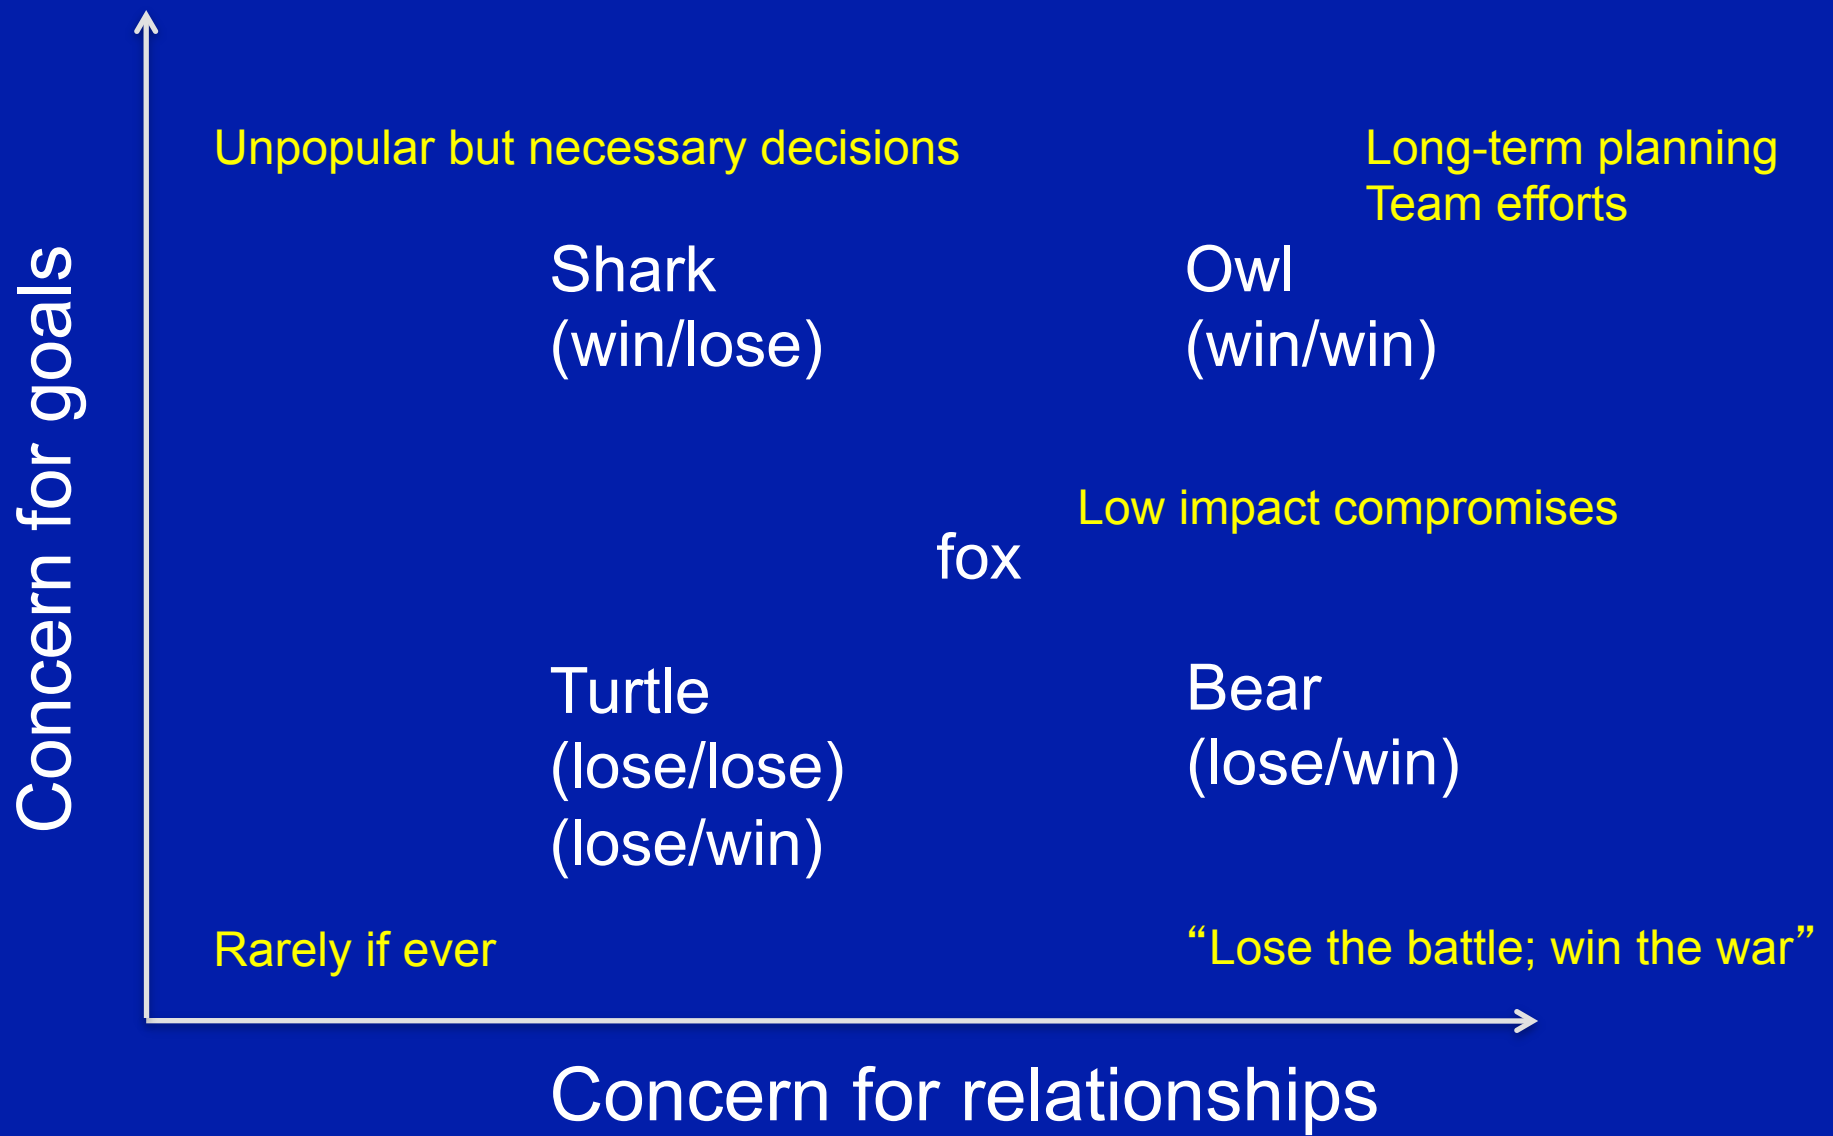 Unpopular but necessary decisions
Long-term planning
Team efforts
Shark
(win/lose)
Owl
(win/win)
Concern for goals
Low impact compromises
fox
Turtle
(lose/lose)
(lose/win)
Bear
(lose/win)
Rarely if ever
“Lose the battle; win the war”
Concern for relationships